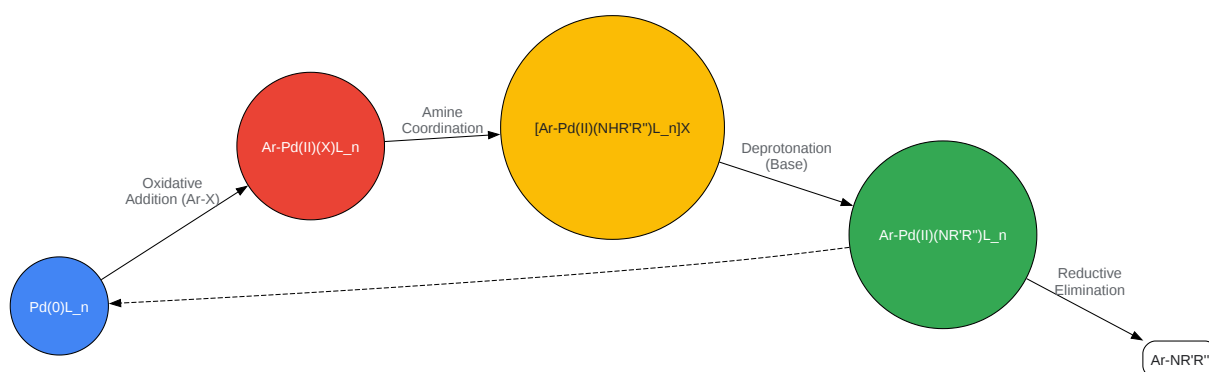 Pd(0)L_n
Oxidative
Addition (Ar-X)
Ar-Pd(II)(X)L_n
Amine
Coordination
[Ar-Pd(II)(NHR'R")L_n]X
Deprotonation
(Base)
Ar-Pd(II)(NR'R")L_n
Reductive
Elimination
Ar-NR'R"